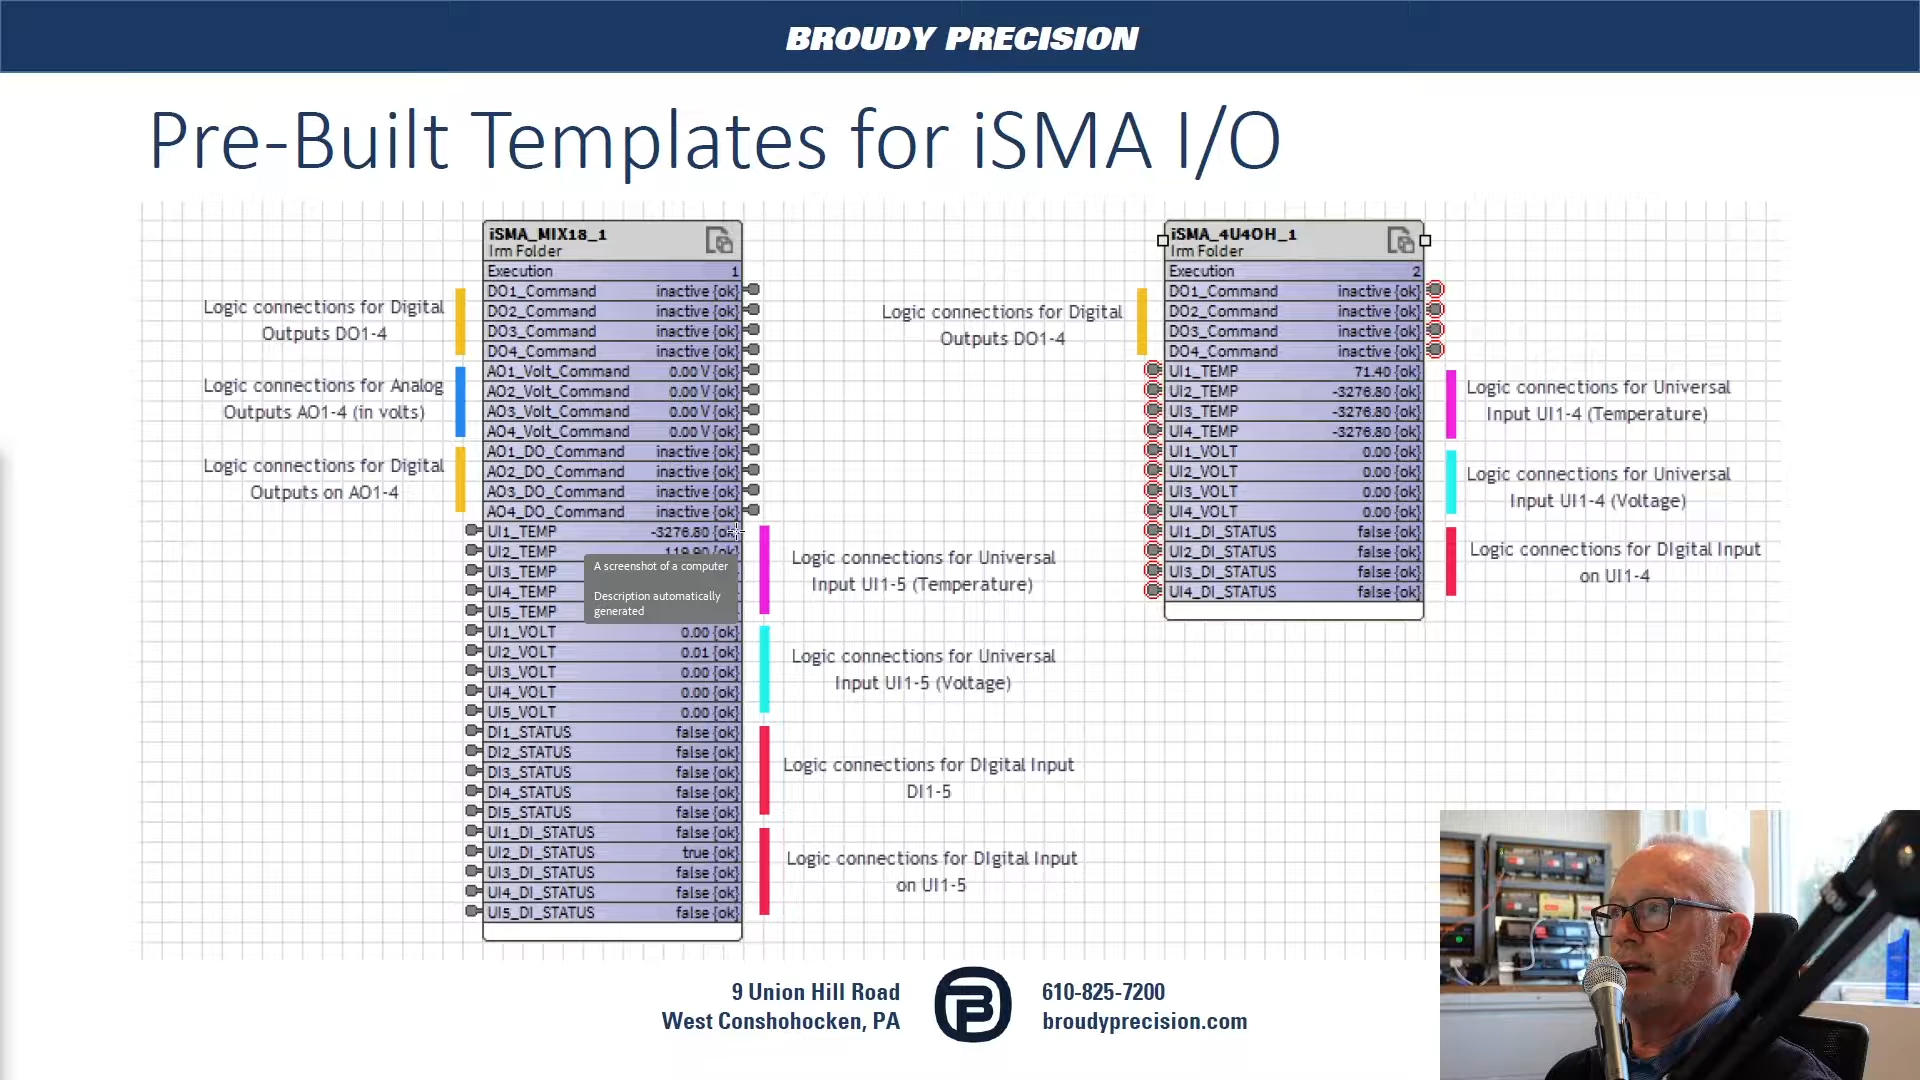 BROUDY PRECISION
Pre-Built Templates for iSMA I/O
iSMA_MIX18_1
Irm Folder
Execution 1
DO1_Command inactive {ok}
DO2_Command inactive {ok}
DO3_Command inactive {ok}
DO4_Command inactive {ok}
AO1_Volt_Command 0.00 V {ok}
AO2_Volt_Command 0.00 V {ok}
AO3_Volt_Command 0.00 V {ok}
AO4_Volt_Command 0.00 V {ok}
AO1_DO_Command inactive {ok}
AO2_DO_Command inactive {ok}
AO3_DO_Command inactive {ok}
AO4_DO_Command inactive {ok}
UI1_TEMP -3276.80 {ok}
UI2_TEMP 119.90 {ok}
UI3_TEMP
UI4_TEMP
UI5_TEMP
UI1_VOLT 0.00 {ok}
UI2_VOLT 0.01 {ok}
UI3_VOLT 0.00 {ok}
UI4_VOLT 0.00 {ok}
UI5_VOLT 0.00 {ok}
DI1_STATUS false {ok}
DI2_STATUS false {ok}
DI3_STATUS false {ok}
DI4_STATUS false {ok}
DI5_STATUS false {ok}
UI1_DI_STATUS false {ok}
UI2_DI_STATUS true {ok}
UI3_DI_STATUS false {ok}
UI4_DI_STATUS false {ok}
UI5_DI_STATUS false {ok}
A screenshot of a computer
Description automatically
generated
Logic connections for Digital
Outputs DO1-4
Logic connections for Analog
Outputs AO1-4 (in volts)
Logic connections for Digital
Outputs on AO1-4
Logic connections for Universal
Input UI1-5 (Temperature)
Logic connections for Universal
Input UI1-5 (Voltage)
Logic connections for DIgital Input
DI1-5
Logic connections for DIgital Input
on UI1-5
iSMA_4U4OH_1
Irm Folder
Execution 2
DO1_Command inactive {ok}
DO2_Command inactive {ok}
DO3_Command inactive {ok}
DO4_Command inactive {ok}
UI1_TEMP 71.40 {ok}
UI2_TEMP -3276.80 {ok}
UI3_TEMP -3276.80 {ok}
UI4_TEMP -3276.80 {ok}
UI1_VOLT 0.00 {ok}
UI2_VOLT 0.00 {ok}
UI3_VOLT 0.00 {ok}
UI4_VOLT 0.00 {ok}
UI1_DI_STATUS false {ok}
UI2_DI_STATUS false {ok}
UI3_DI_STATUS false {ok}
UI4_DI_STATUS false {ok}
Logic connections for Digital
Outputs DO1-4
Logic connections for Universal
Input UI1-4 (Temperature)
Logic connections for Universal
Input UI1-4 (Voltage)
Logic connections for DIgital Input
on UI1-4
9 Union Hill Road
West Conshohocken, PA
610-825-7200
broudyprecision.com